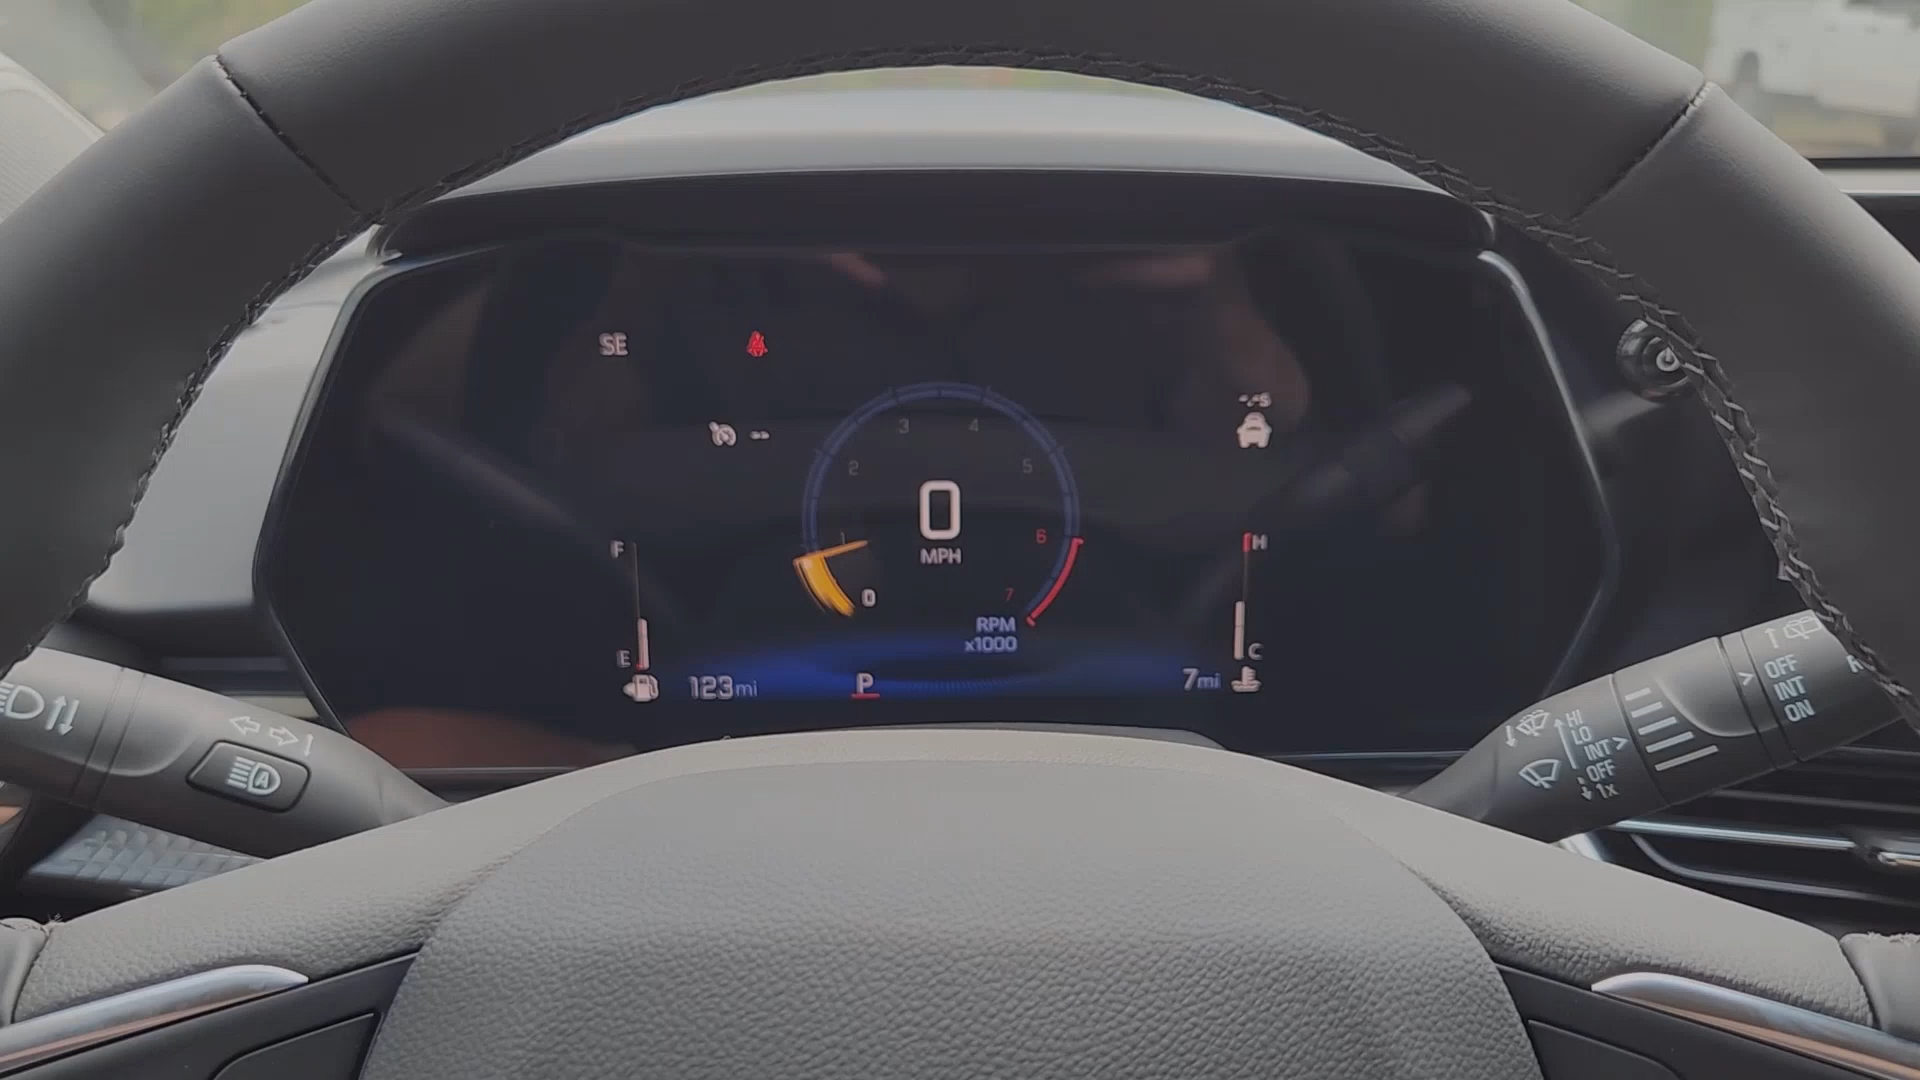 SE
--
3 4
2 5
1 6
0 7
0
MPH
RPM
x1000
F
E
H
C
-.-s
123mi
P
7mi
A
HI
LO
INT
OFF
1x
OFF
INT
ON